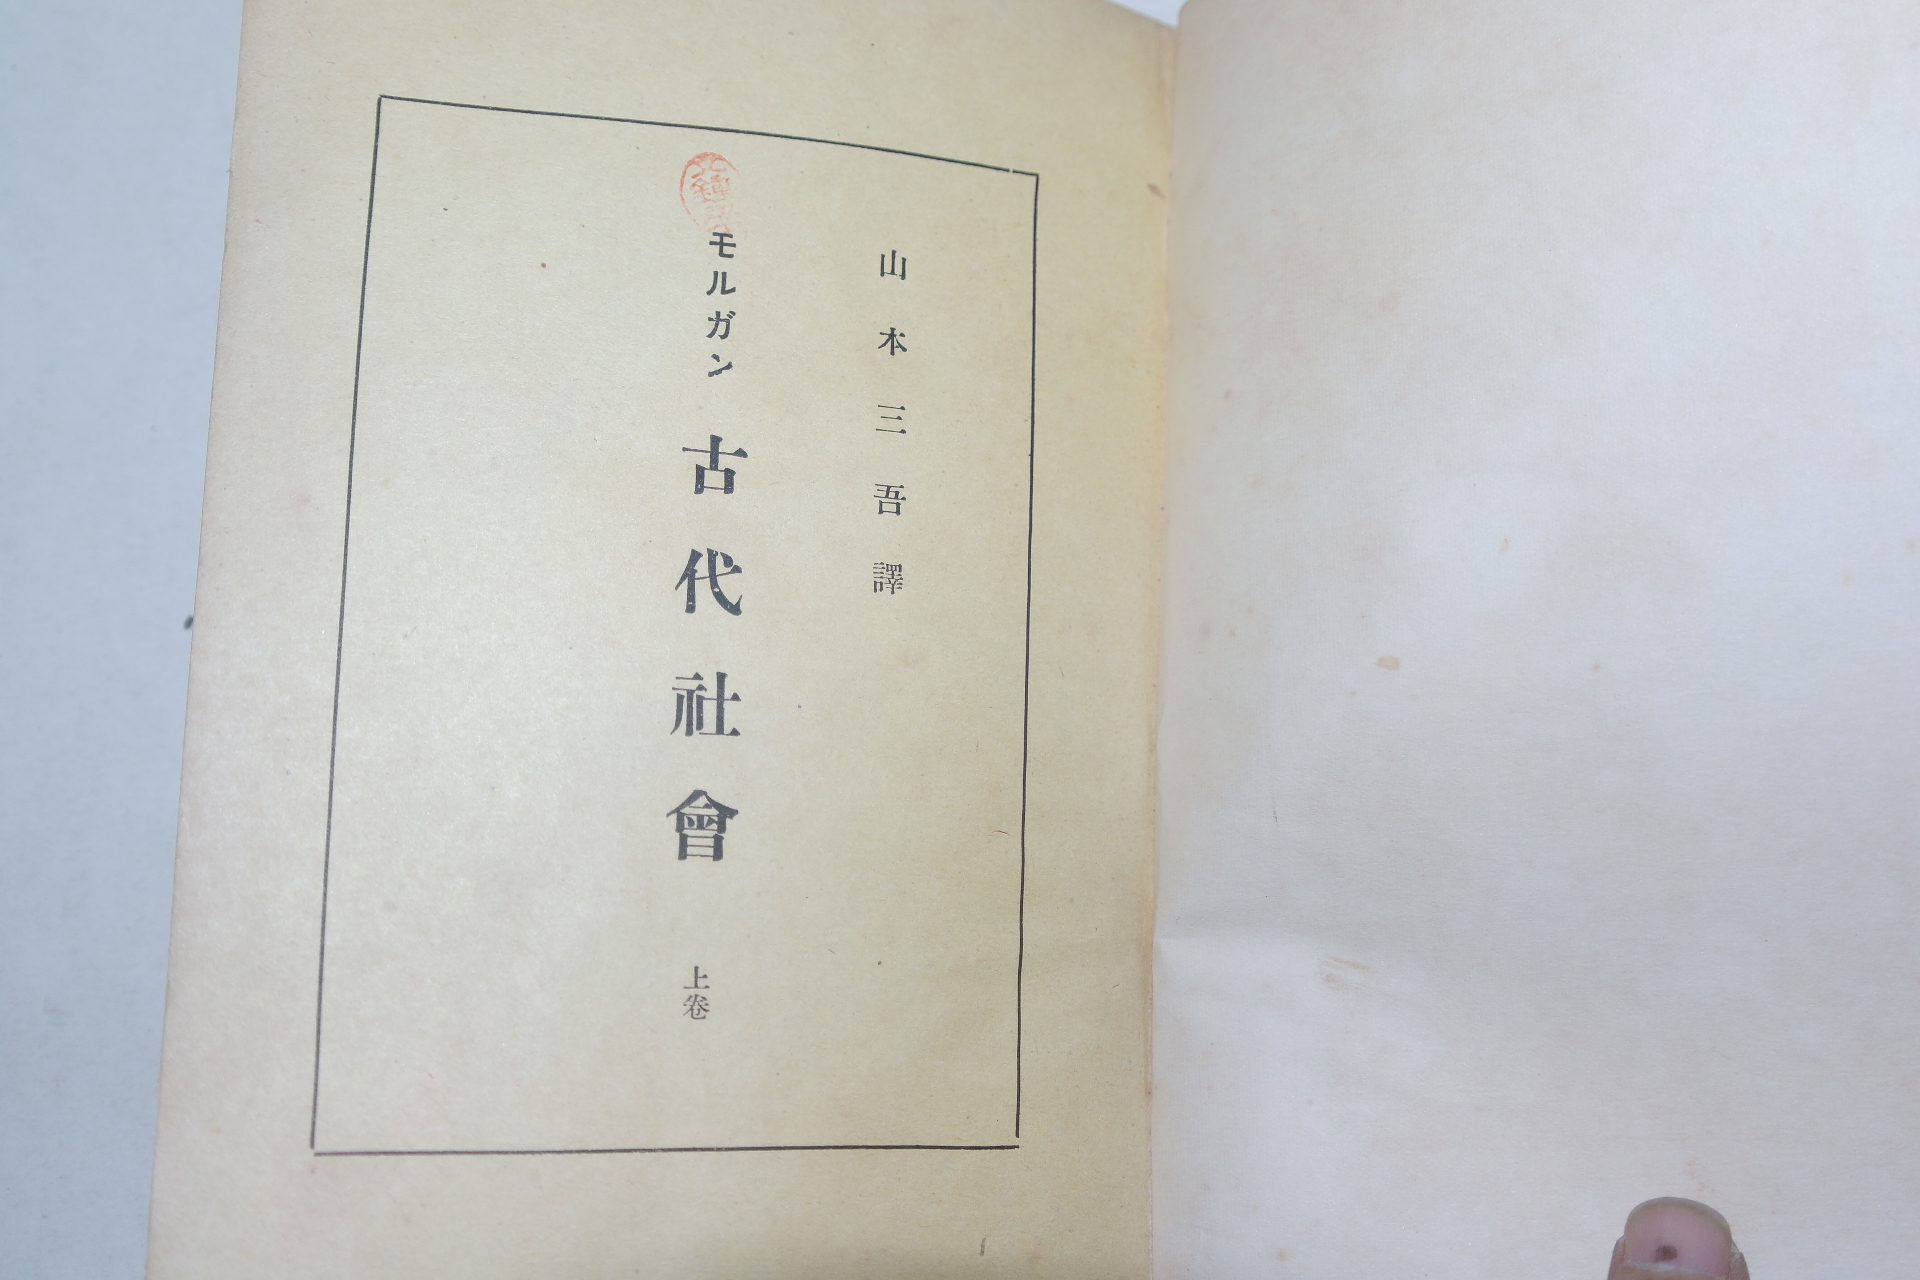 山本三吾譯
モルガン 古代社會 上卷